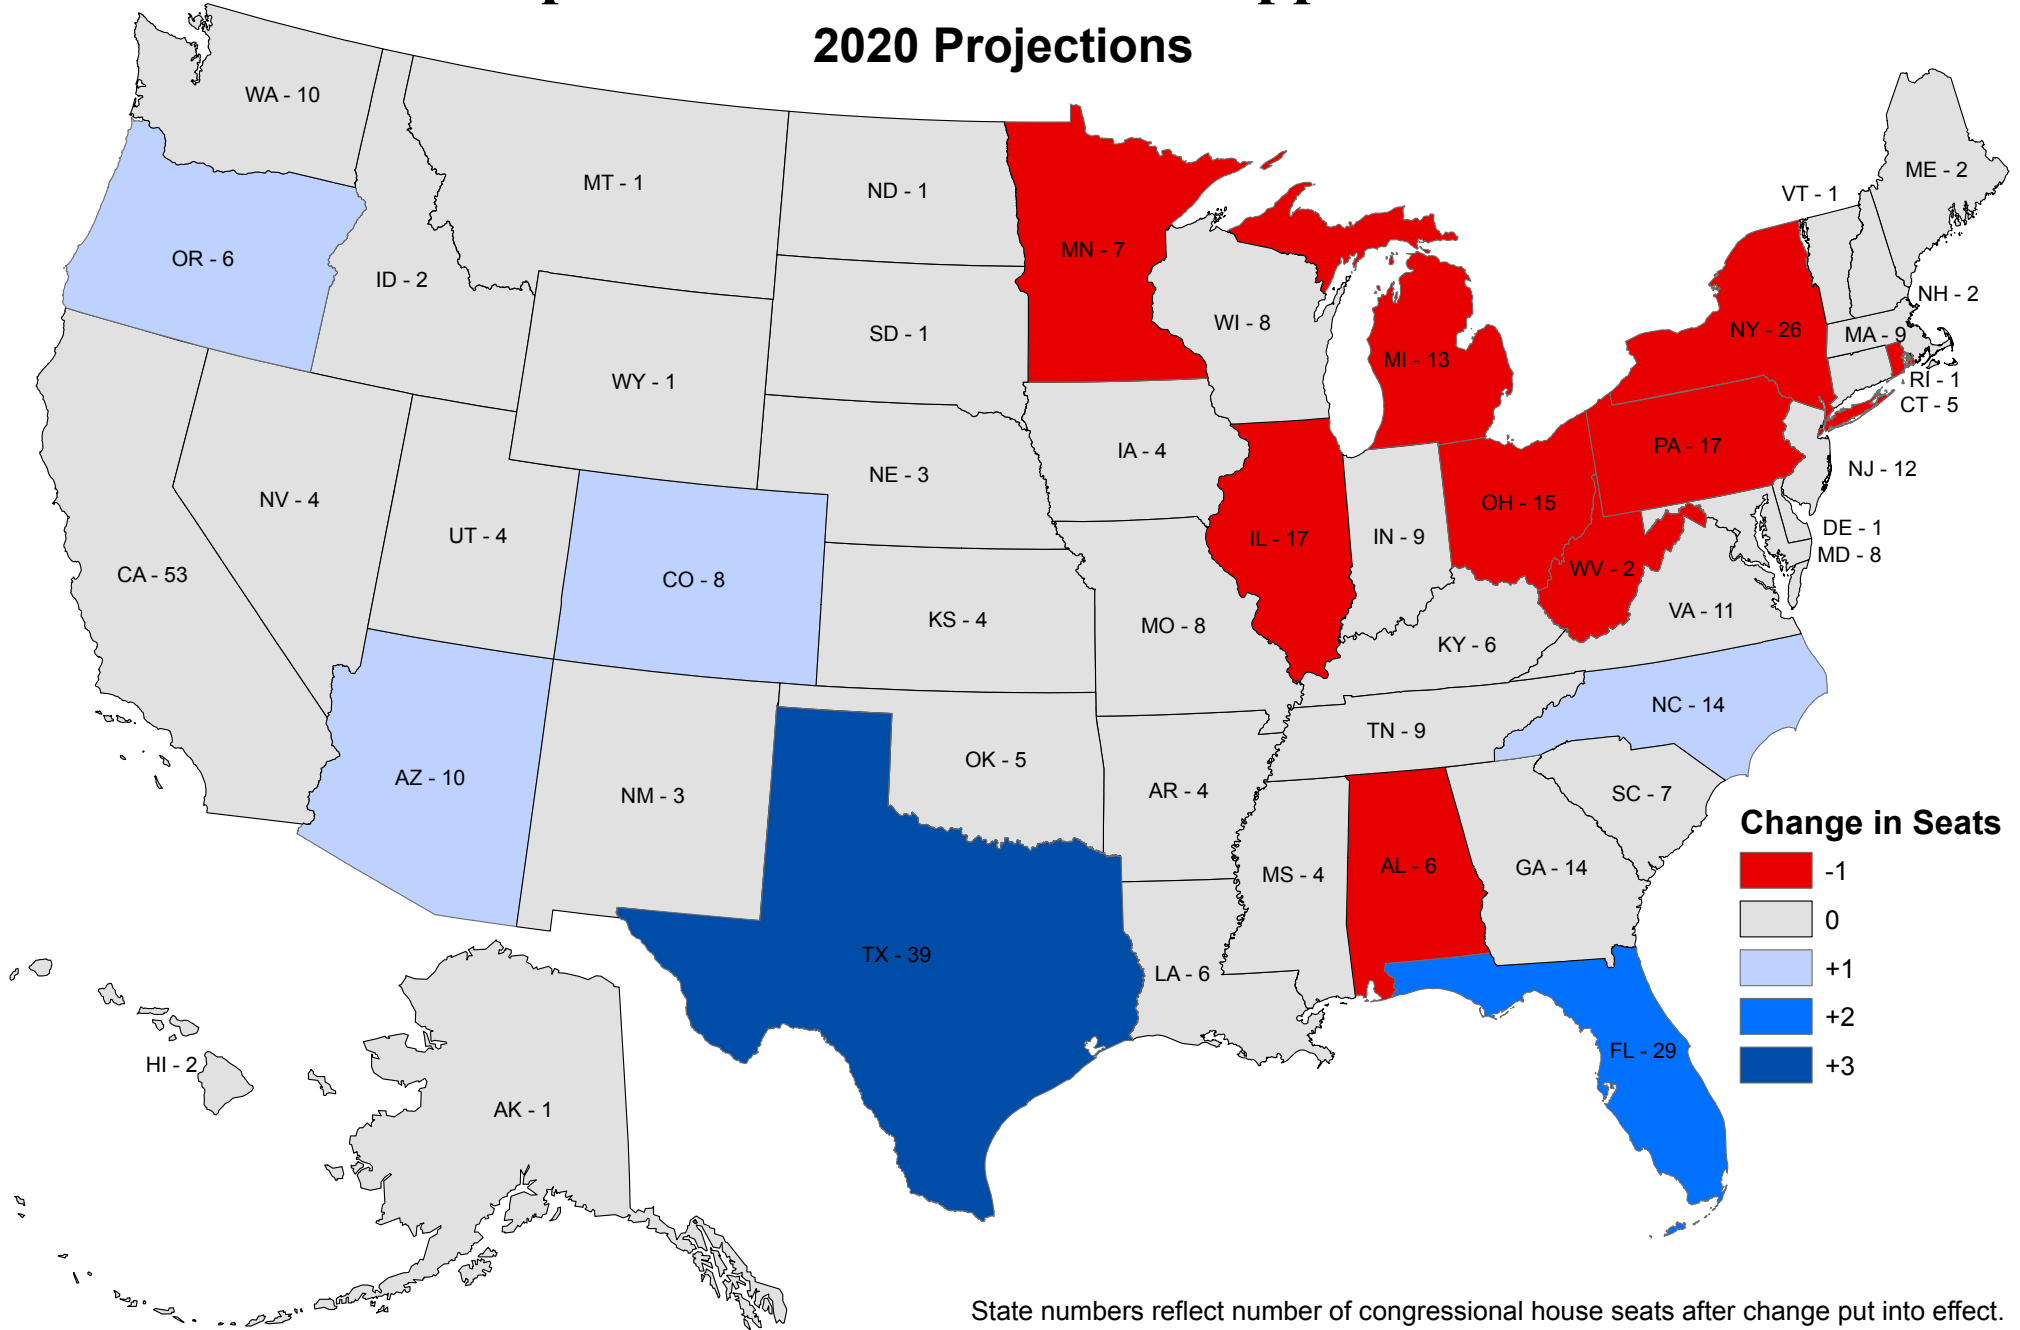 2020 Projections
WA - 10
MT - 1
ND - 1
MN - 7
ME - 2
VT - 1
OR - 6
ID - 2
NH - 2
SD - 1
WI - 8
NY - 26
MA - 9
MI - 13
WY - 1
RI - 1
CT - 5
IA - 4
PA - 17
NJ - 12
NE - 3
NV - 4
OH - 15
UT - 4
IL - 17
IN - 9
DE - 1
MD - 8
CA - 53
CO - 8
WV - 2
KS - 4
MO - 8
VA - 11
KY - 6
NC - 14
TN - 9
OK - 5
AZ - 10
NM - 3
AR - 4
SC - 7
Change in Seats
MS - 4
AL - 6
GA - 14
-1
0
TX - 39
LA - 6
+1
+2
FL - 29
HI - 2
+3
AK - 1
State numbers reflect number of congressional house seats after change put into effect.